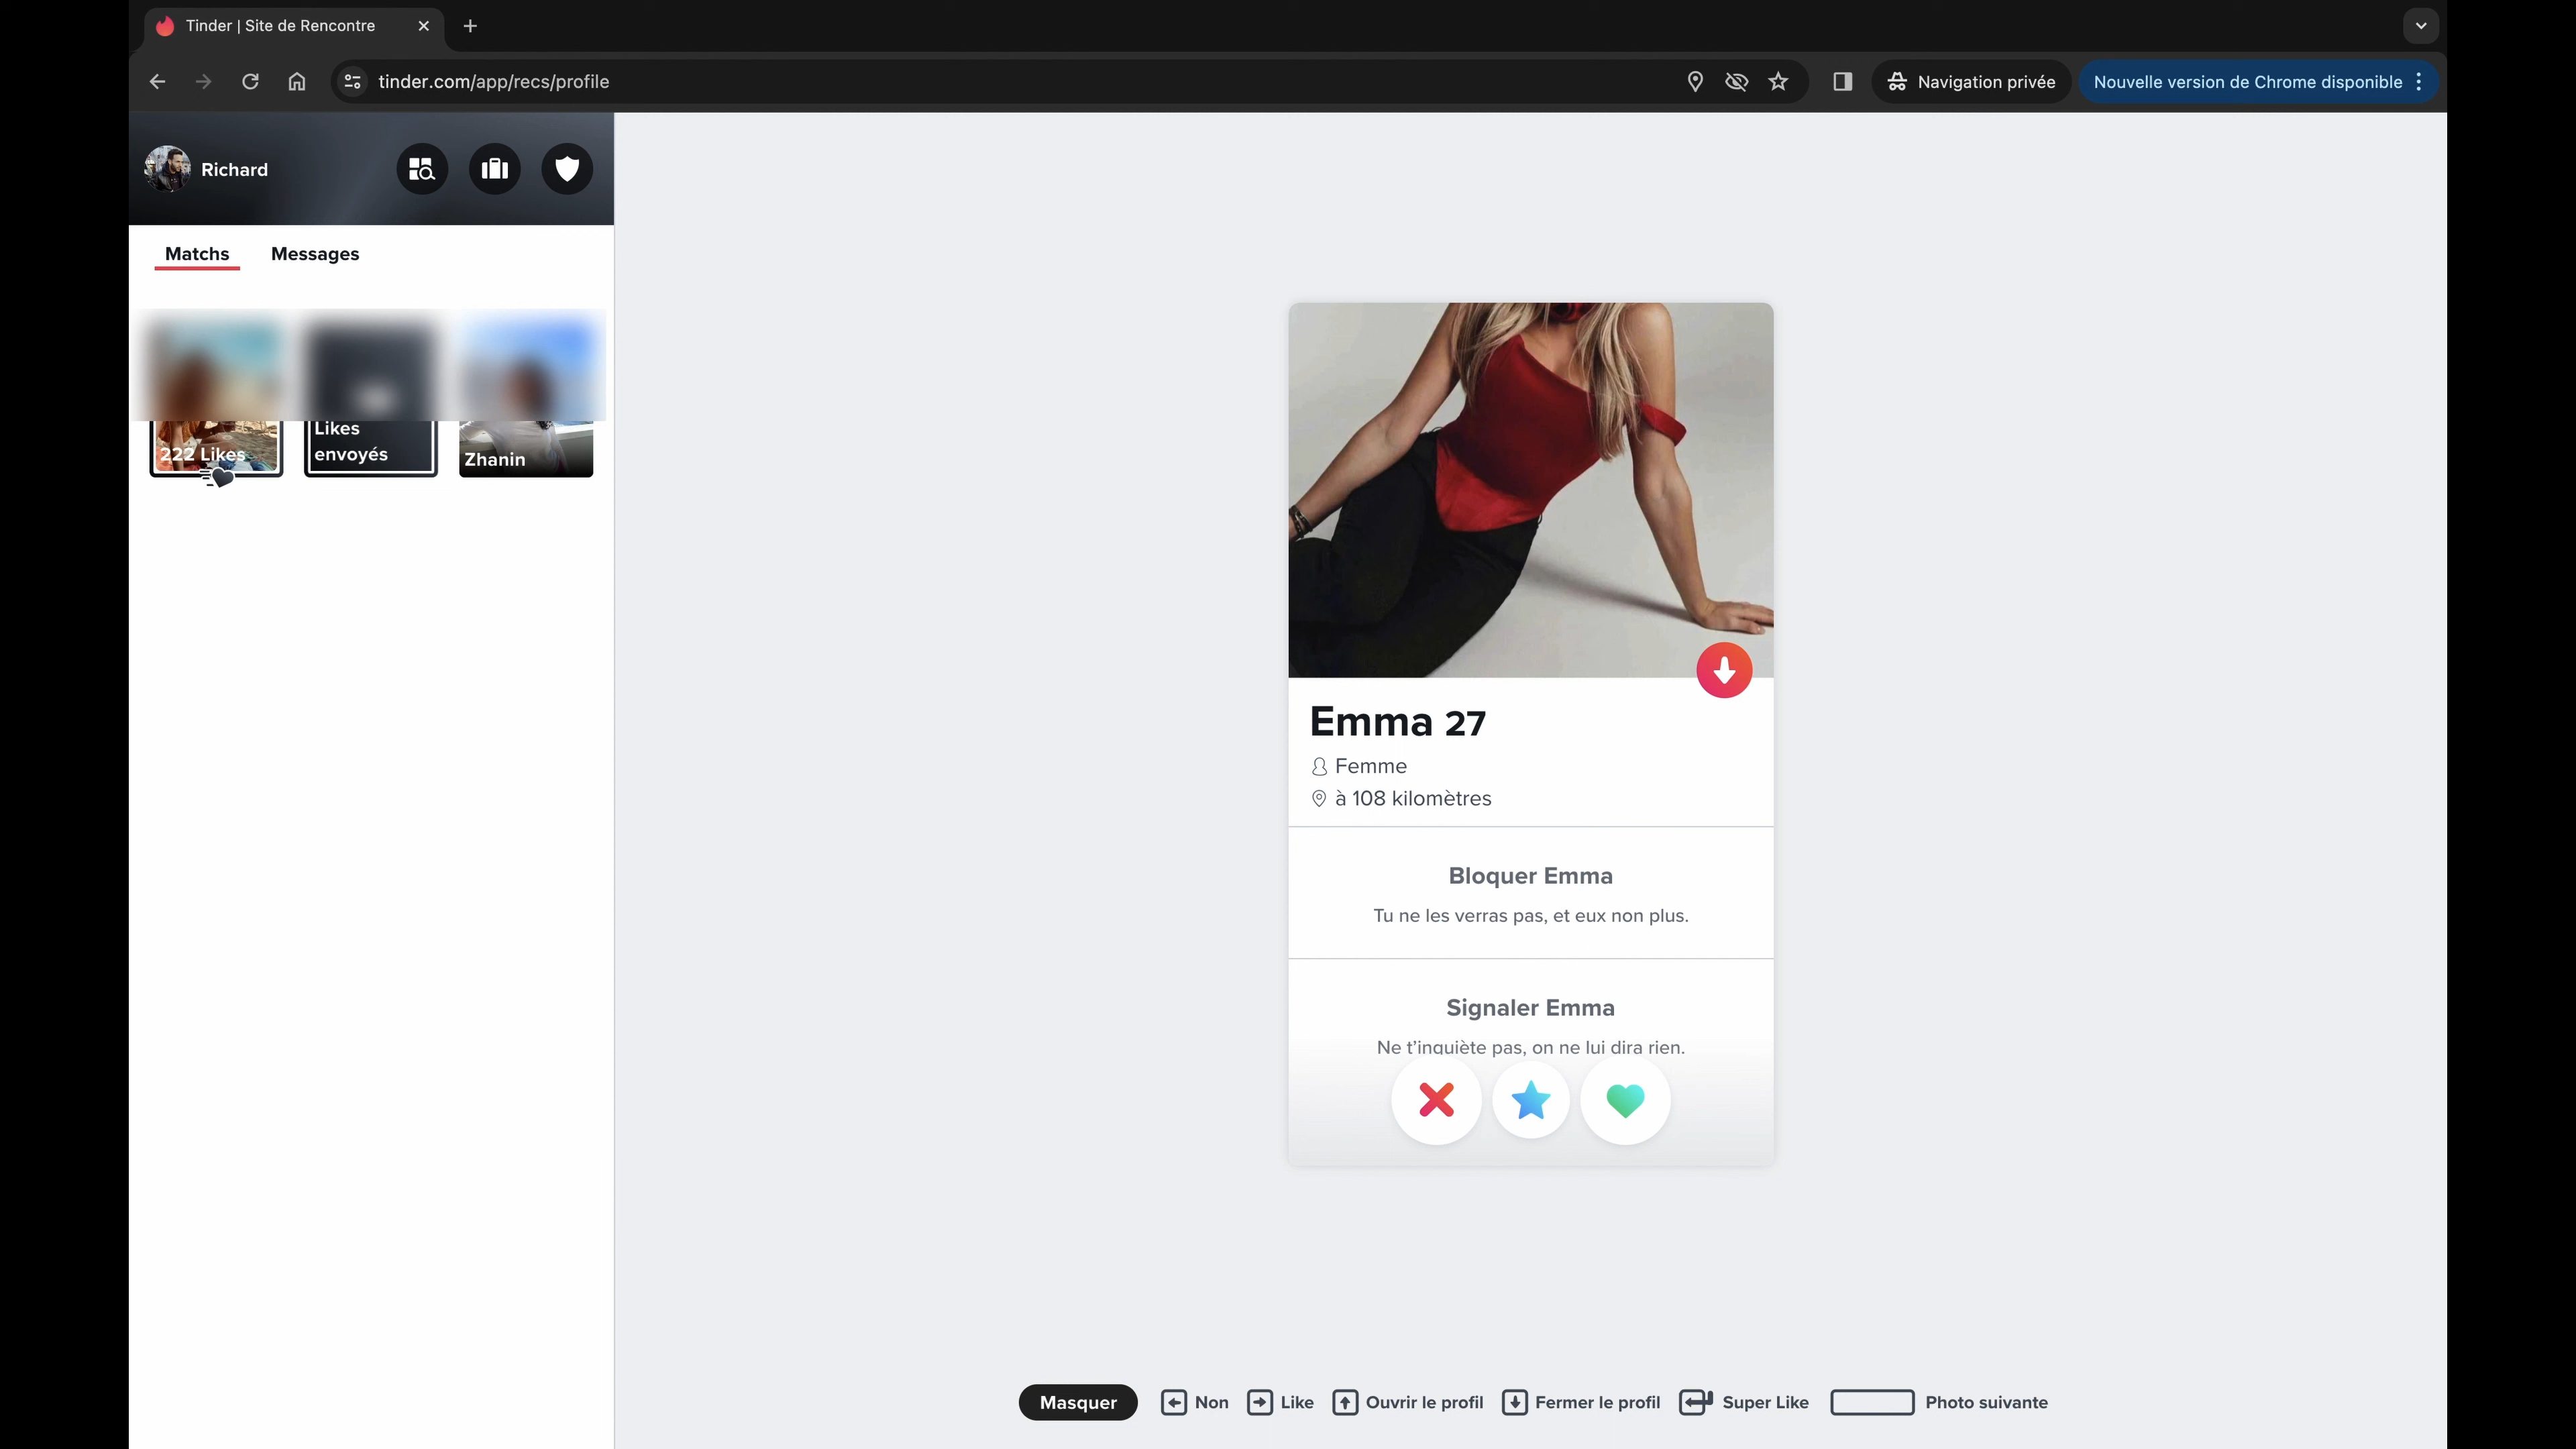 Tinder | Site de Rencontre
tinder.com/app/recs/profile
Navigation privée
Nouvelle version de Chrome disponible
Richard
Matchs
Messages
222 Likes
Likes
envoyés
Zhanin
Emma 27
Femme
à 108 kilomètres
Bloquer Emma
Tu ne les verras pas, et eux non plus.
Signaler Emma
Ne t'inquiète pas, on ne lui dira rien.
Masquer
Non
Like
Ouvrir le profil
Fermer le profil
Super Like
Photo suivante